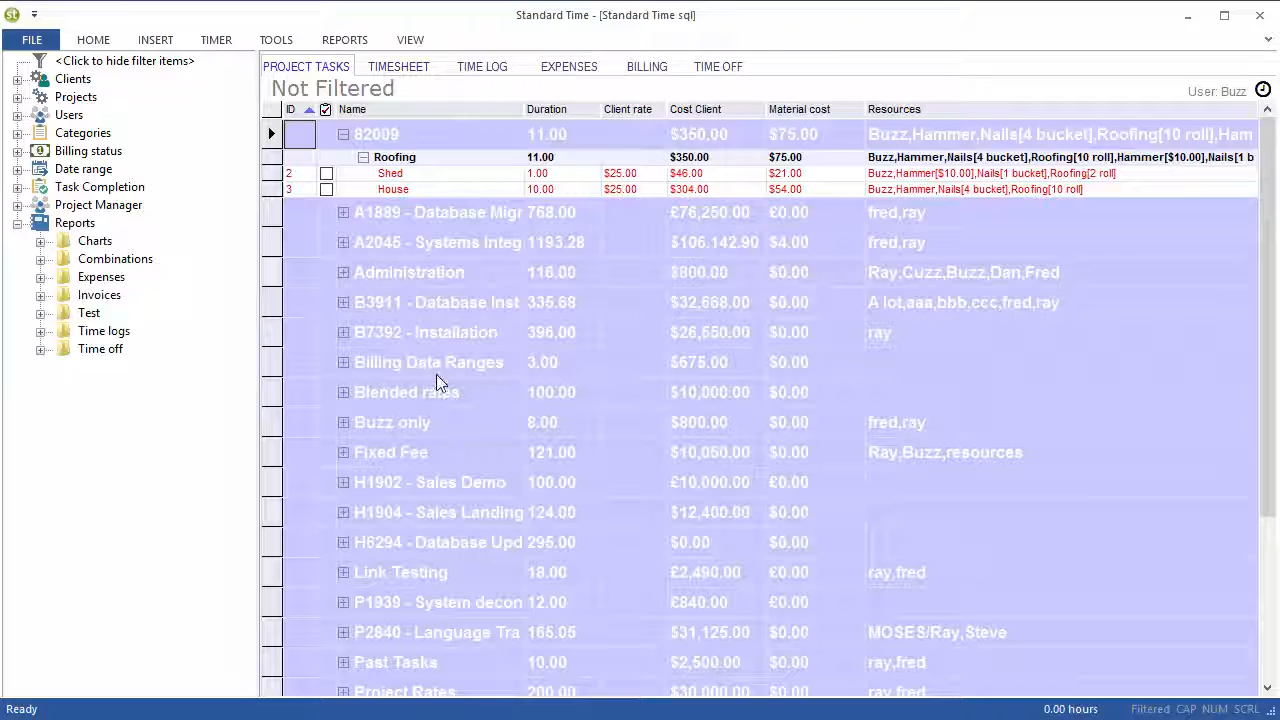 st
Standard Time - [Standard Time sql]
FILE HOME INSERT TIMER TOOLS REPORTS VIEW
<Click to hide filter items>
Clients
Projects
Users
Categories
Billing status
Date range
Task Completion
Project Manager
Reports
Charts
Combinations
Expenses
Invoices
Test
Time logs
Time off
PROJECT TASKS TIMESHEET TIME LOG EXPENSES BILLING TIME OFF
Not Filtered User: Buzz
ID Name Duration Client rate Cost Client Material cost Resources
82009 11.00 $350.00 $75.00 Buzz,Hammer,Nails[4 bucket],Roofing[10 roll],Ham
Roofing 11.00 $350.00 $75.00 Buzz,Hammer,Nails[4 bucket],Roofing[10 roll],Hammer[$10.00],Nails[1 b
2 Shed 1.00 $25.00 $46.00 $21.00 Buzz,Hammer[$10.00],Nails[1 bucket],Roofing[2 roll]
3 House 10.00 $25.00 $304.00 $54.00 Buzz,Hammer,Nails[4 bucket],Roofing[10 roll]
A1889 - Database Migr 768.00 £76,250.00 £0.00 fred,ray
A2045 - Systems Integ 1193.28 $106,142.90 $4.00 fred,ray
Administration 116.00 $800.00 $0.00 Ray,Cuzz,Buzz,Dan,Fred
B3911 - Database Inst 335.68 $32,668.00 $0.00 A lot,aaa,bbb,ccc,fred,ray
B7392 - Installation 396.00 $26,550.00 $0.00 ray
Billing Data Ranges 3.00 $675.00 $0.00
Blended rates 100.00 $10,000.00 $0.00
Buzz only 8.00 $800.00 $0.00 fred,ray
Fixed Fee 121.00 $10,050.00 $0.00 Ray,Buzz,resources
H1902 - Sales Demo 100.00 £10,000.00 £0.00
H1904 - Sales Landing 124.00 $12,400.00 $0.00
H6294 - Database Upd 295.00 $0.00 $0.00
Link Testing 18.00 £2,490.00 £0.00 ray,fred
P1939 - System decon 12.00 £840.00 £0.00
P2840 - Language Tra 165.05 $31,125.00 $0.00 MOSES/Ray,Steve
Past Tasks 10.00 $2,500.00 $0.00 ray,fred
Project Rates 200.00 $30,000.00 $0.00 ray,fred
Ready 0.00 hours Filtered CAP NUM SCRL